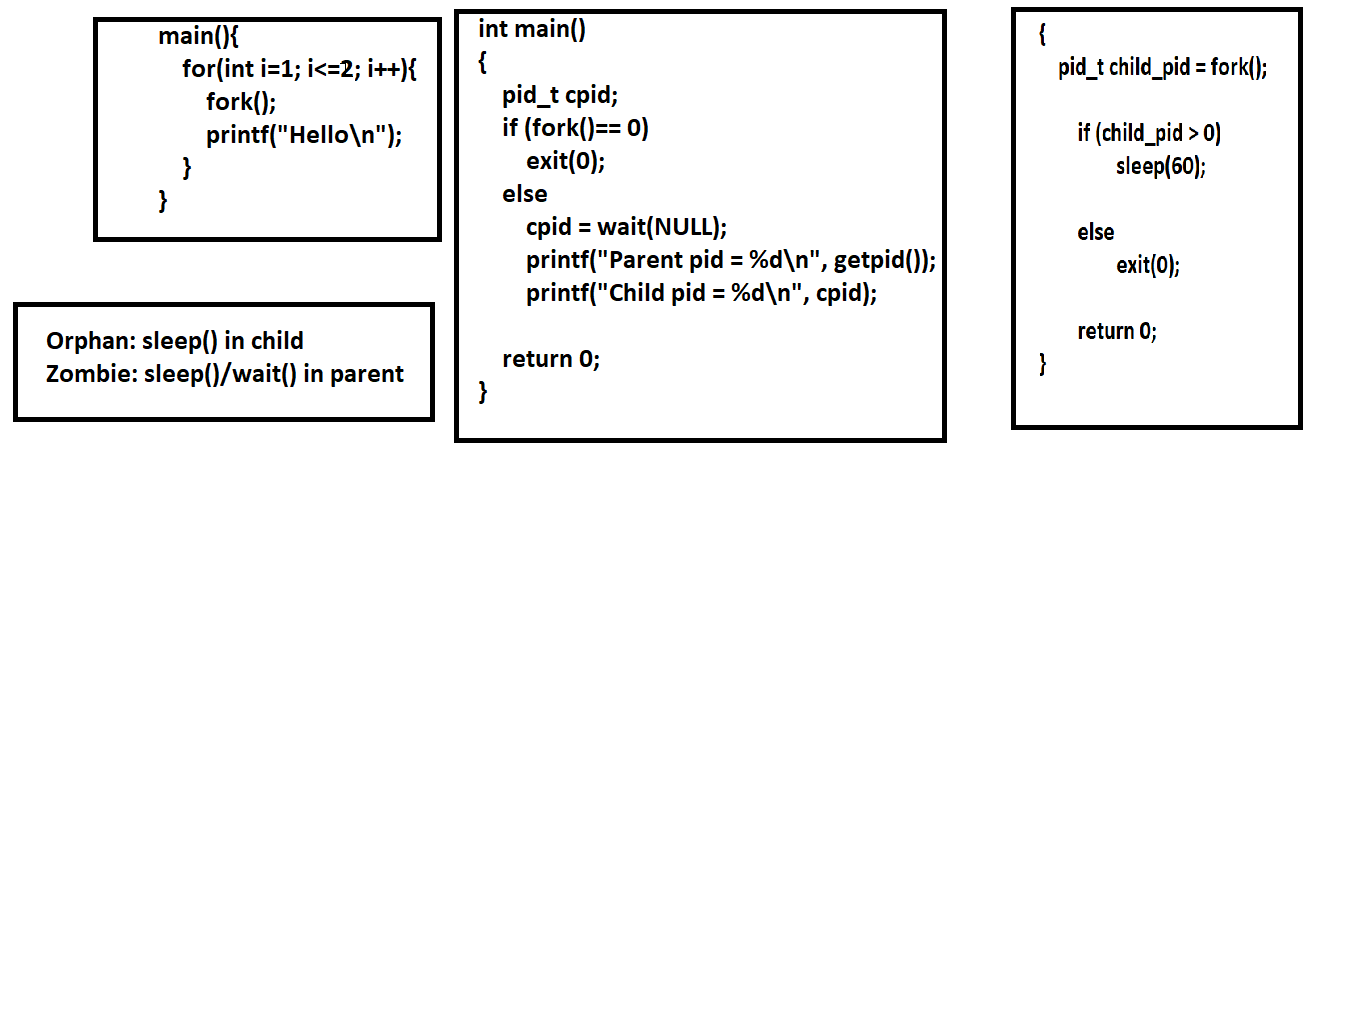 main(){
for(int i=1; i<=2; i++){
fork();
printf("Hello\n");
}
}
Orphan: sleep() in child
Zombie: sleep()/wait() in parent
int main()
{
pid_t cpid;
if (fork()== 0)
exit(0);
else
cpid = wait(NULL);
printf("Parent pid = %d\n", getpid());
printf("Child pid = %d\n", cpid);
return 0;
}
{
pid_t child_pid = fork();
if (child_pid > 0)
sleep(60);
else
exit(0);
return 0;
}